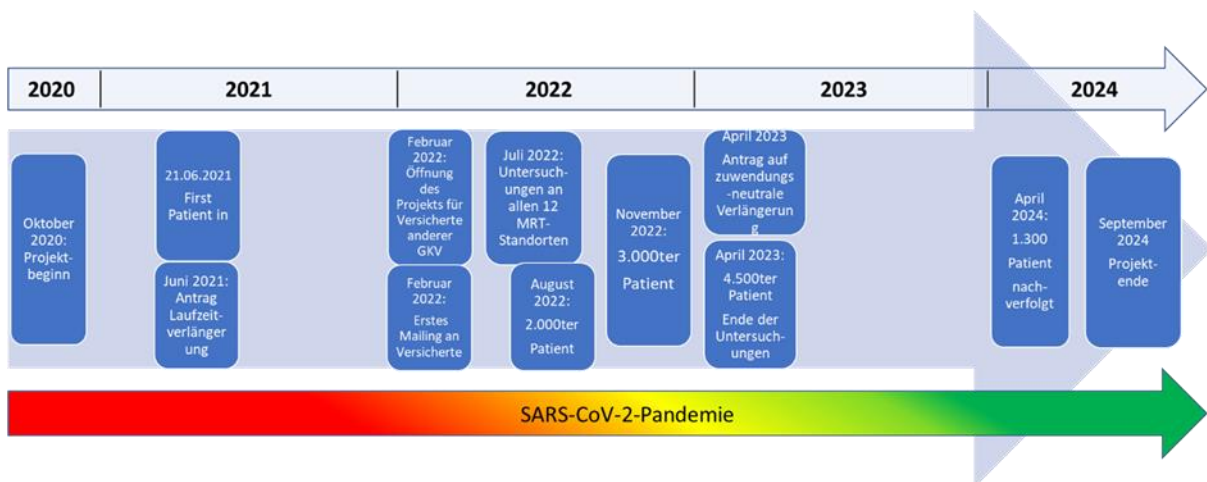 2020
2021
2022
2023
2024
Oktober
2020:
Projekt-
beginn
21.06.2021
First
Patient in
Juni 2021:
Antrag
Laufzeit-
verlänger
ung
Februar
2022:
Öffnung
des
Projekts für
Versicherte
anderer
GKV
Februar
2022:
Erstes
Mailing an
Versicherte
Juli 2022:
Untersuch-
ungen an
allen 12
MRT-
Standorten
August
2022:
2.000ter
Patient
November
2022:
3.000ter
Patient
April 2023
Antrag auf
zuwendungs
-neutrale
Verlängerun
g
April 2023:
4.500ter
Patient
Ende der
Untersuch-
ungen
April
2024:
1.300
Patient
nach-
verfolgt
September
2024
Projekt-
ende
SARS-CoV-2-Pandemie